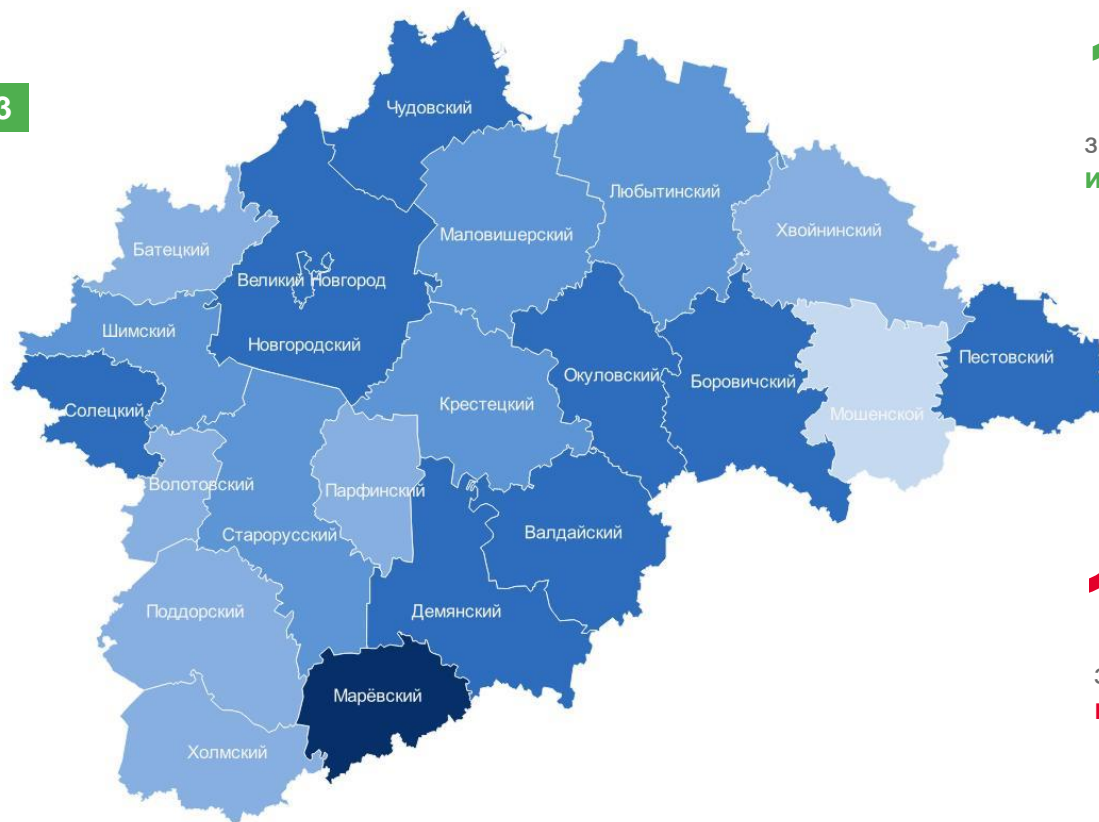 Чудовский
3
Любытинский
Хвойнинский
Маловишерский
Батецкий
Великий Новгород
Шимский
Новгородский
Пестовский
Окуловский
Боровичский
Солецкий
Крестецкий
Мошенской
Волотовский
Парфинский
Старорусский
Валдайский
Поддорский
Демянский
Марёвский
Холмский